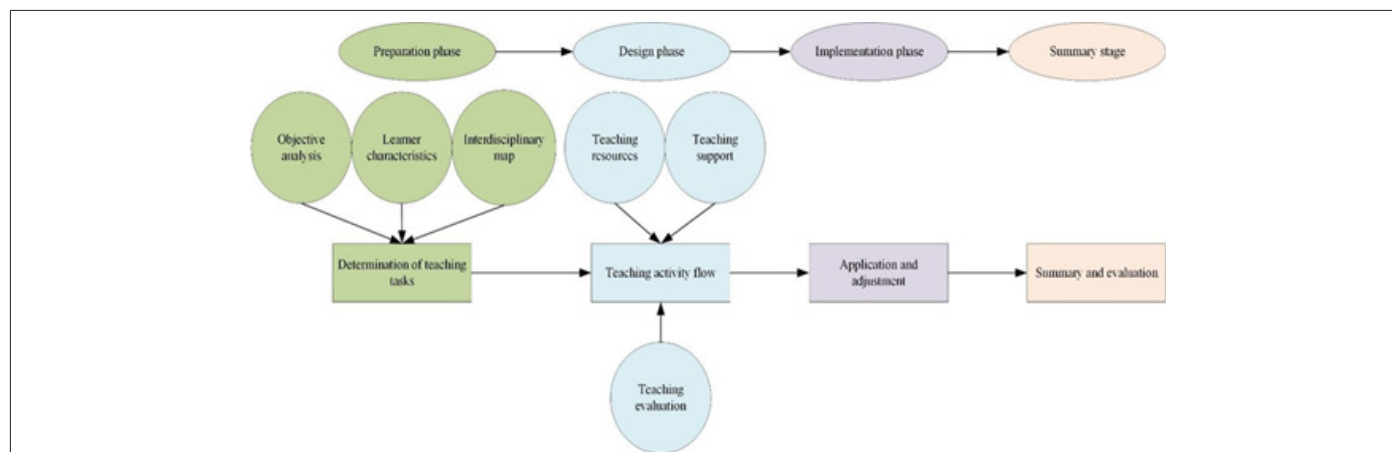 Preparation phase
Design phase
Implementation phase
Summary stage
Objective
analysis
Learner
characteristics
Interdisciplinary
map
Teaching
resources
Teaching
support
Determination of teaching
tasks
Teaching activity flow
Application and
adjustment
Summary and evaluation
Teaching
evaluation